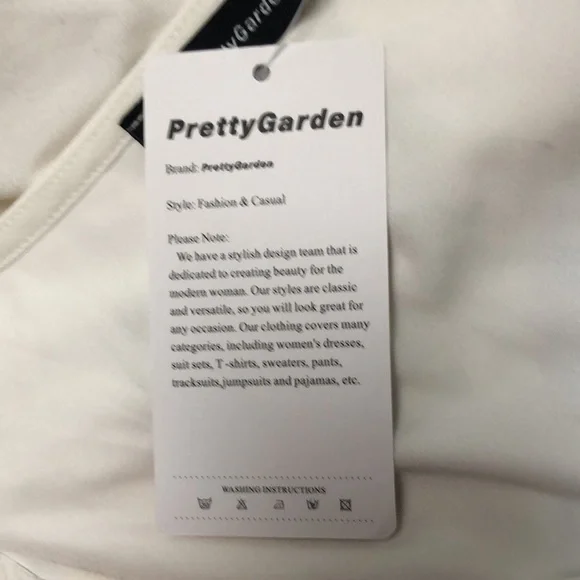 yGarde
PrettyGarden
Brand: PrettyGarden
Style: Fashion & Casual
Please Note:
We have a stylish design team that is
dedicated to creating beauty for the
modern woman. Our styles are classic
and versatile, so you will look great for
any occasion. Our clothing covers many
categories, including women's dresses,
suit sets, T -shirts, sweaters, pants,
tracksuits,jumpsuits and pajamas, etc.
WASHING INSTRUCTIONS